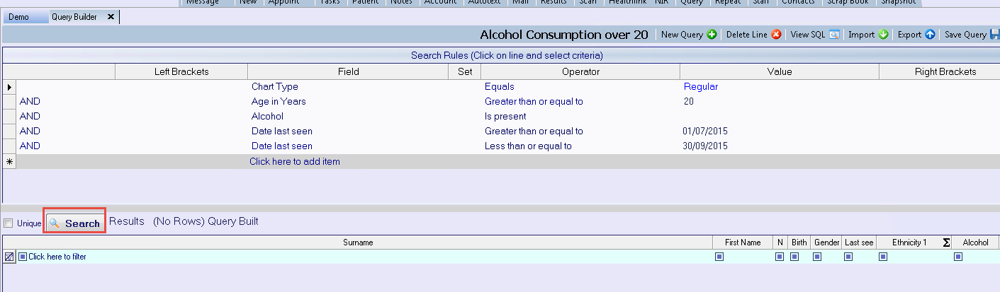 Message New Appoint Tasks Patient Notes Account Autotext Mail Results Scan Healthlink NIR Query Repeat Staff Contacts Scrap Book Snapshot
Demo Query Builder
Alcohol Consumption over 20 New Query Delete Line View SQL Import Export Save Query
Search Rules (Click on line and select criteria)
Left Brackets Field Set Operator Value Right Brackets
Chart Type Equals Regular
AND Age in Years Greater than or equal to 20
AND Alcohol Is present
AND Date last seen Greater than or equal to 01/07/2015
AND Date last seen Less than or equal to 30/09/2015
Click here to add item
Unique Search Results (No Rows) Query Built
Surname First Name N Birth Gender Last see Ethnicity 1 Σ Alcohol
Click here to filter